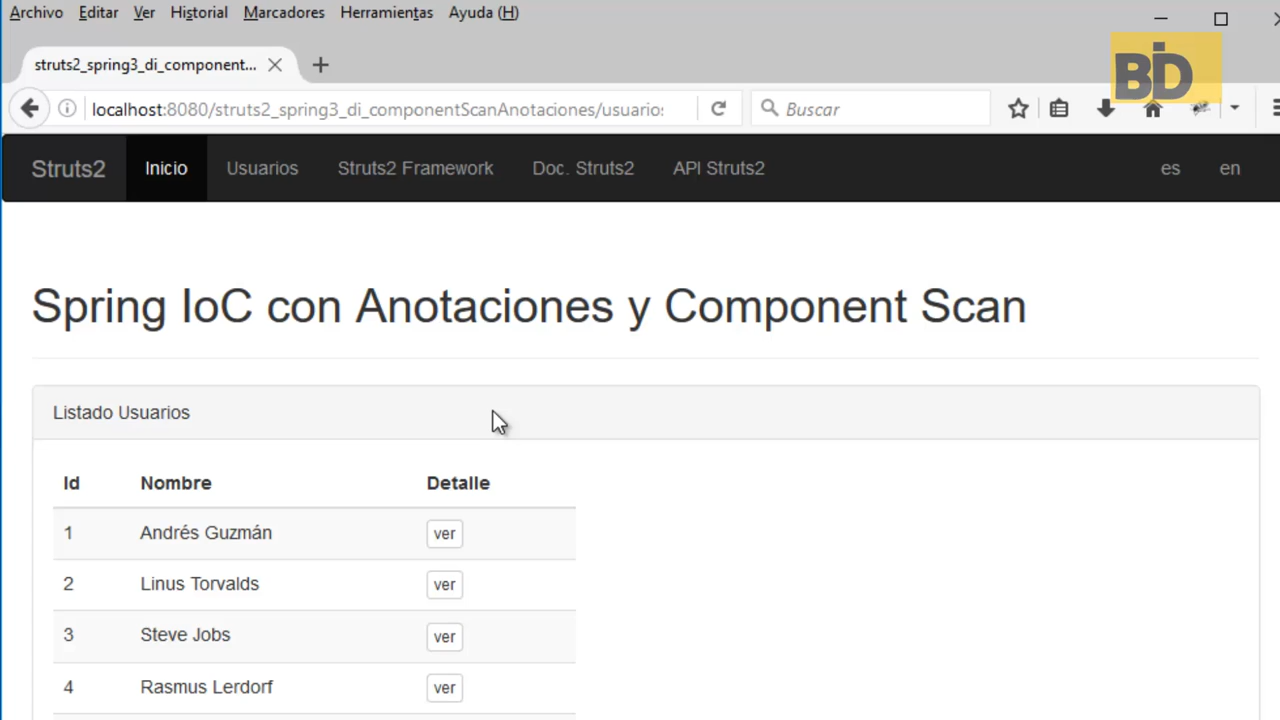 Archivo Editar Ver Historial Marcadores Herramientas Ayuda (H)
struts2_spring3_di_component...
BID
localhost:8080/struts2_spring3_di_componentScanAnotaciones/usuarios
Buscar
Struts2 Inicio Usuarios Struts2 Framework Doc. Struts2 API Struts2 es en
Spring IoC con Anotaciones y Component Scan
Listado Usuarios
Id Nombre Detalle
1 Andrés Guzmán ver
2 Linus Torvalds ver
3 Steve Jobs ver
4 Rasmus Lerdorf ver